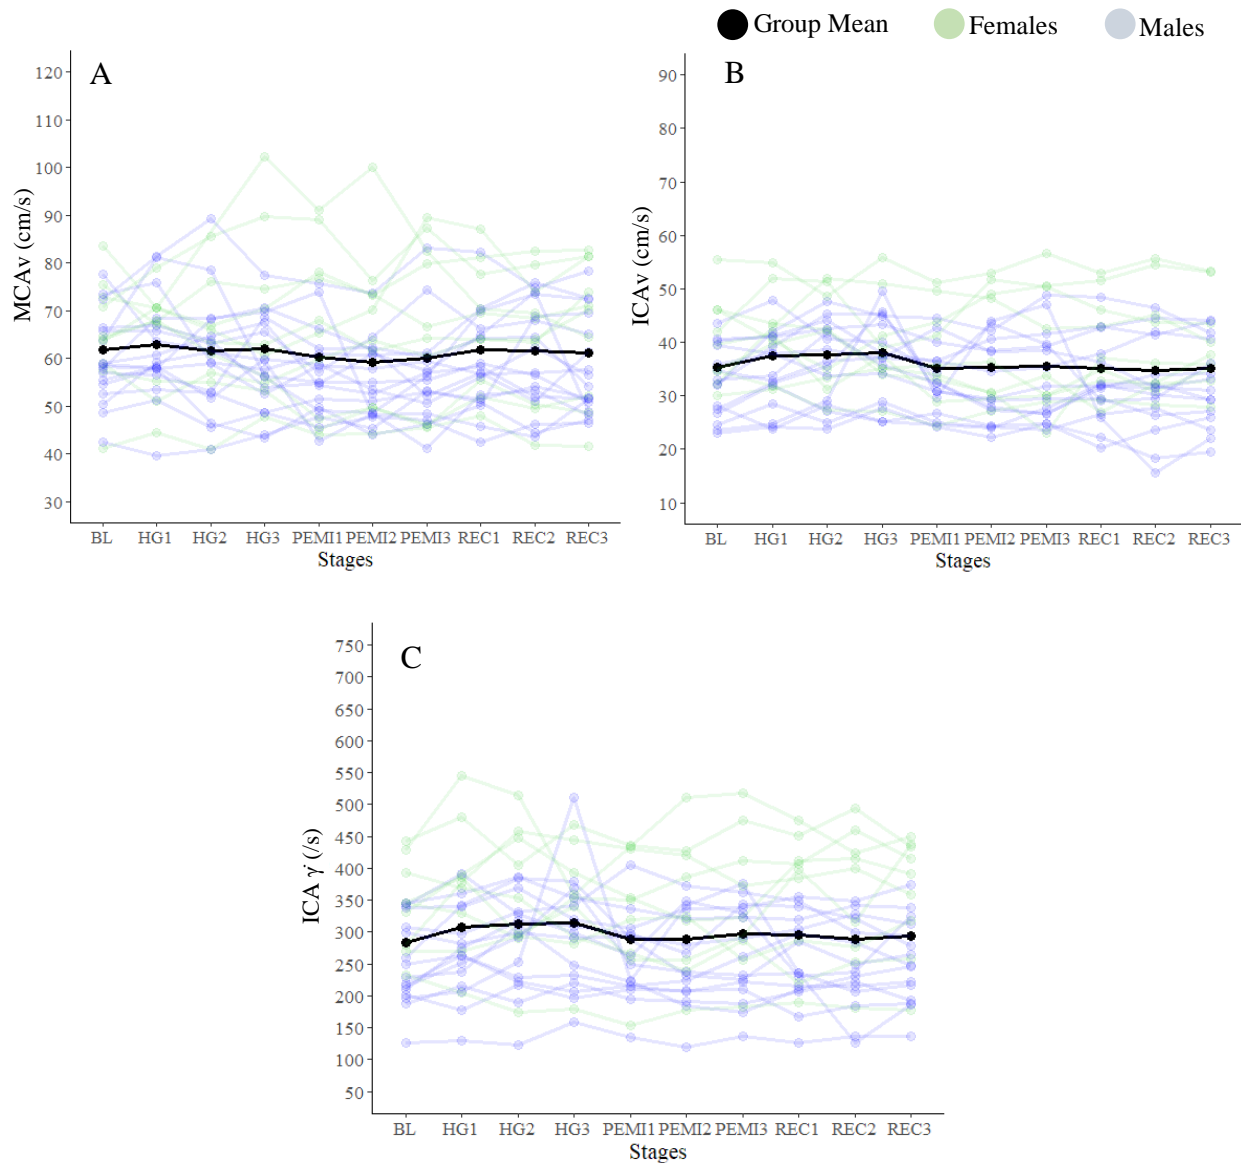 Group Mean Females Males
A
MCAv (cm/s)
120
110
100
90
80
70
60
50
40
30
BL HG1 HG2 HG3 PEMI1 PEMI2 PEMI3 REC1 REC2 REC3
Stages
B
ICAv (cm/s)
90
80
70
60
50
40
30
20
10
BL HG1 HG2 HG3 PEMI1 PEMI2 PEMI3 REC1 REC2 REC3
Stages
C
ICA γ̇ (/s)
750
700
650
600
550
500
450
400
350
300
250
200
150
100
50
BL HG1 HG2 HG3 PEMI1 PEMI2 PEMI3 REC1 REC2 REC3
Stages